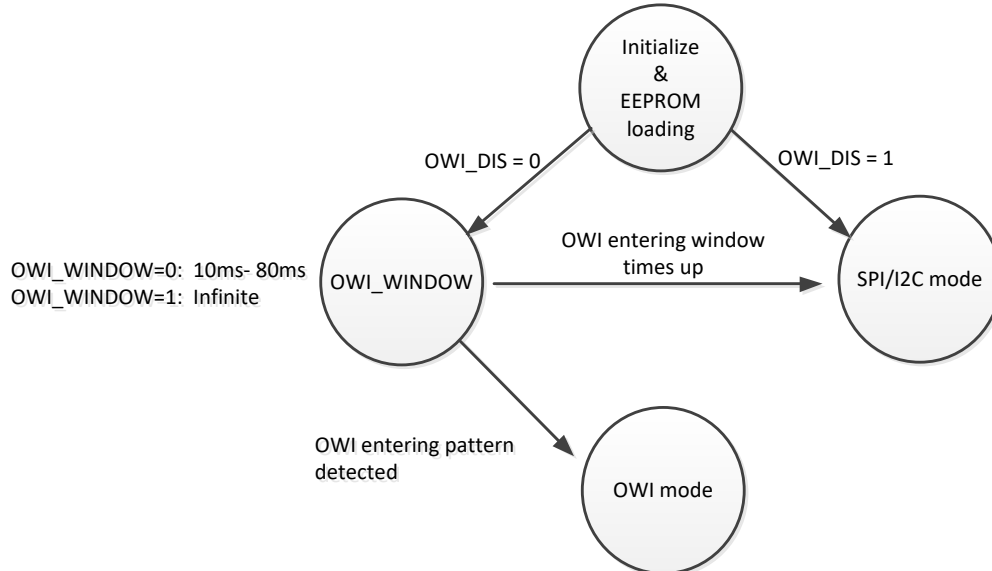 Initialize
&
EEPROM
loading
OWI_DIS = 0
OWI_DIS = 1
OWI_WINDOW=0:  10ms- 80ms
OWI_WINDOW=1:  Infinite
OWI_WINDOW
OWI entering window
times up
SPI/I2C mode
OWI entering pattern
detected
OWI mode